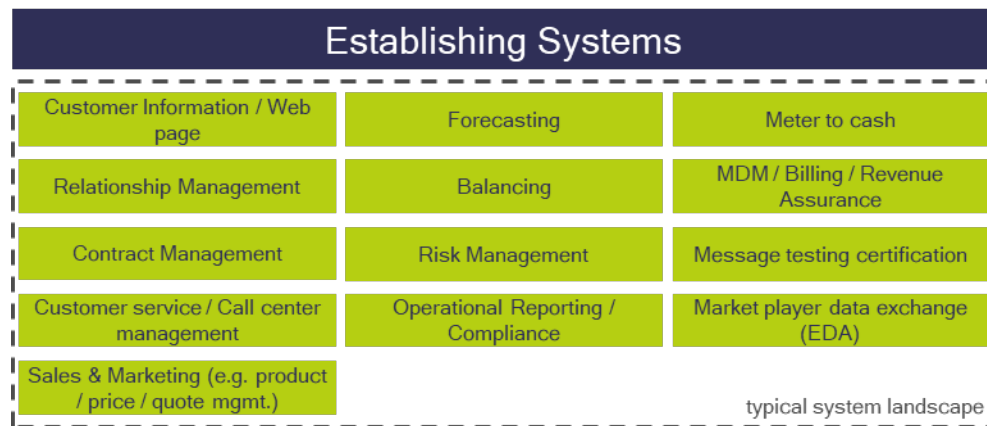 Establishing Systems
Customer Information / Web
page
Forecasting
Meter to cash
Relationship Management
Balancing
MDM / Billing / Revenue
Assurance
Contract Management
Risk Management
Message testing certification
Customer service / Call center
management
Operational Reporting /
Compliance
Market player data exchange
(EDA)
Sales & Marketing (e.g. product
/ price / quote mgmt.)
typical system landscape